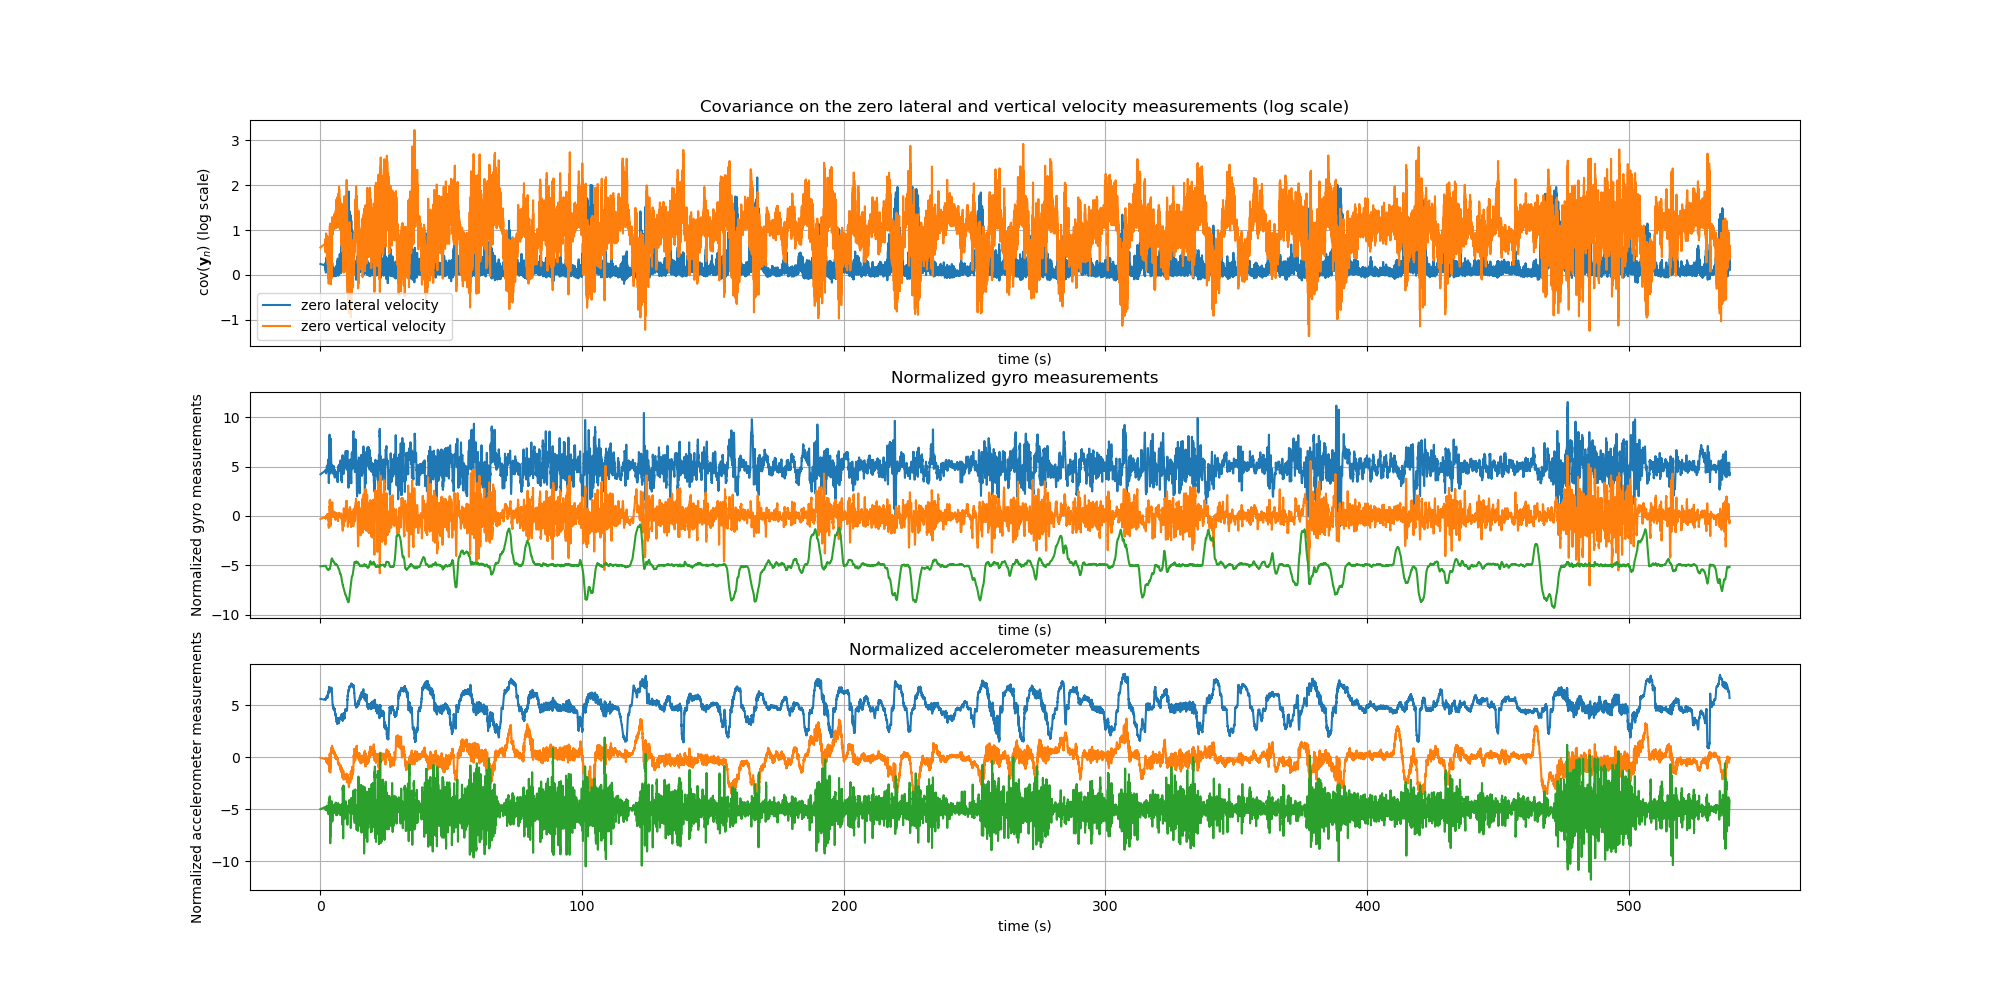 Covariance on the zero lateral and vertical velocity measurements (log scale)
cov(yₙ) (log scale)
3
2
1
0
−1
zero lateral velocity
zero vertical velocity
time (s)
Normalized gyro measurements
Normalized gyro measurements
10
5
0
−5
−10
time (s)
Normalized accelerometer measurements
Normalized accelerometer measurements
5
0
−5
−10
0 100 200 300 400 500
time (s)